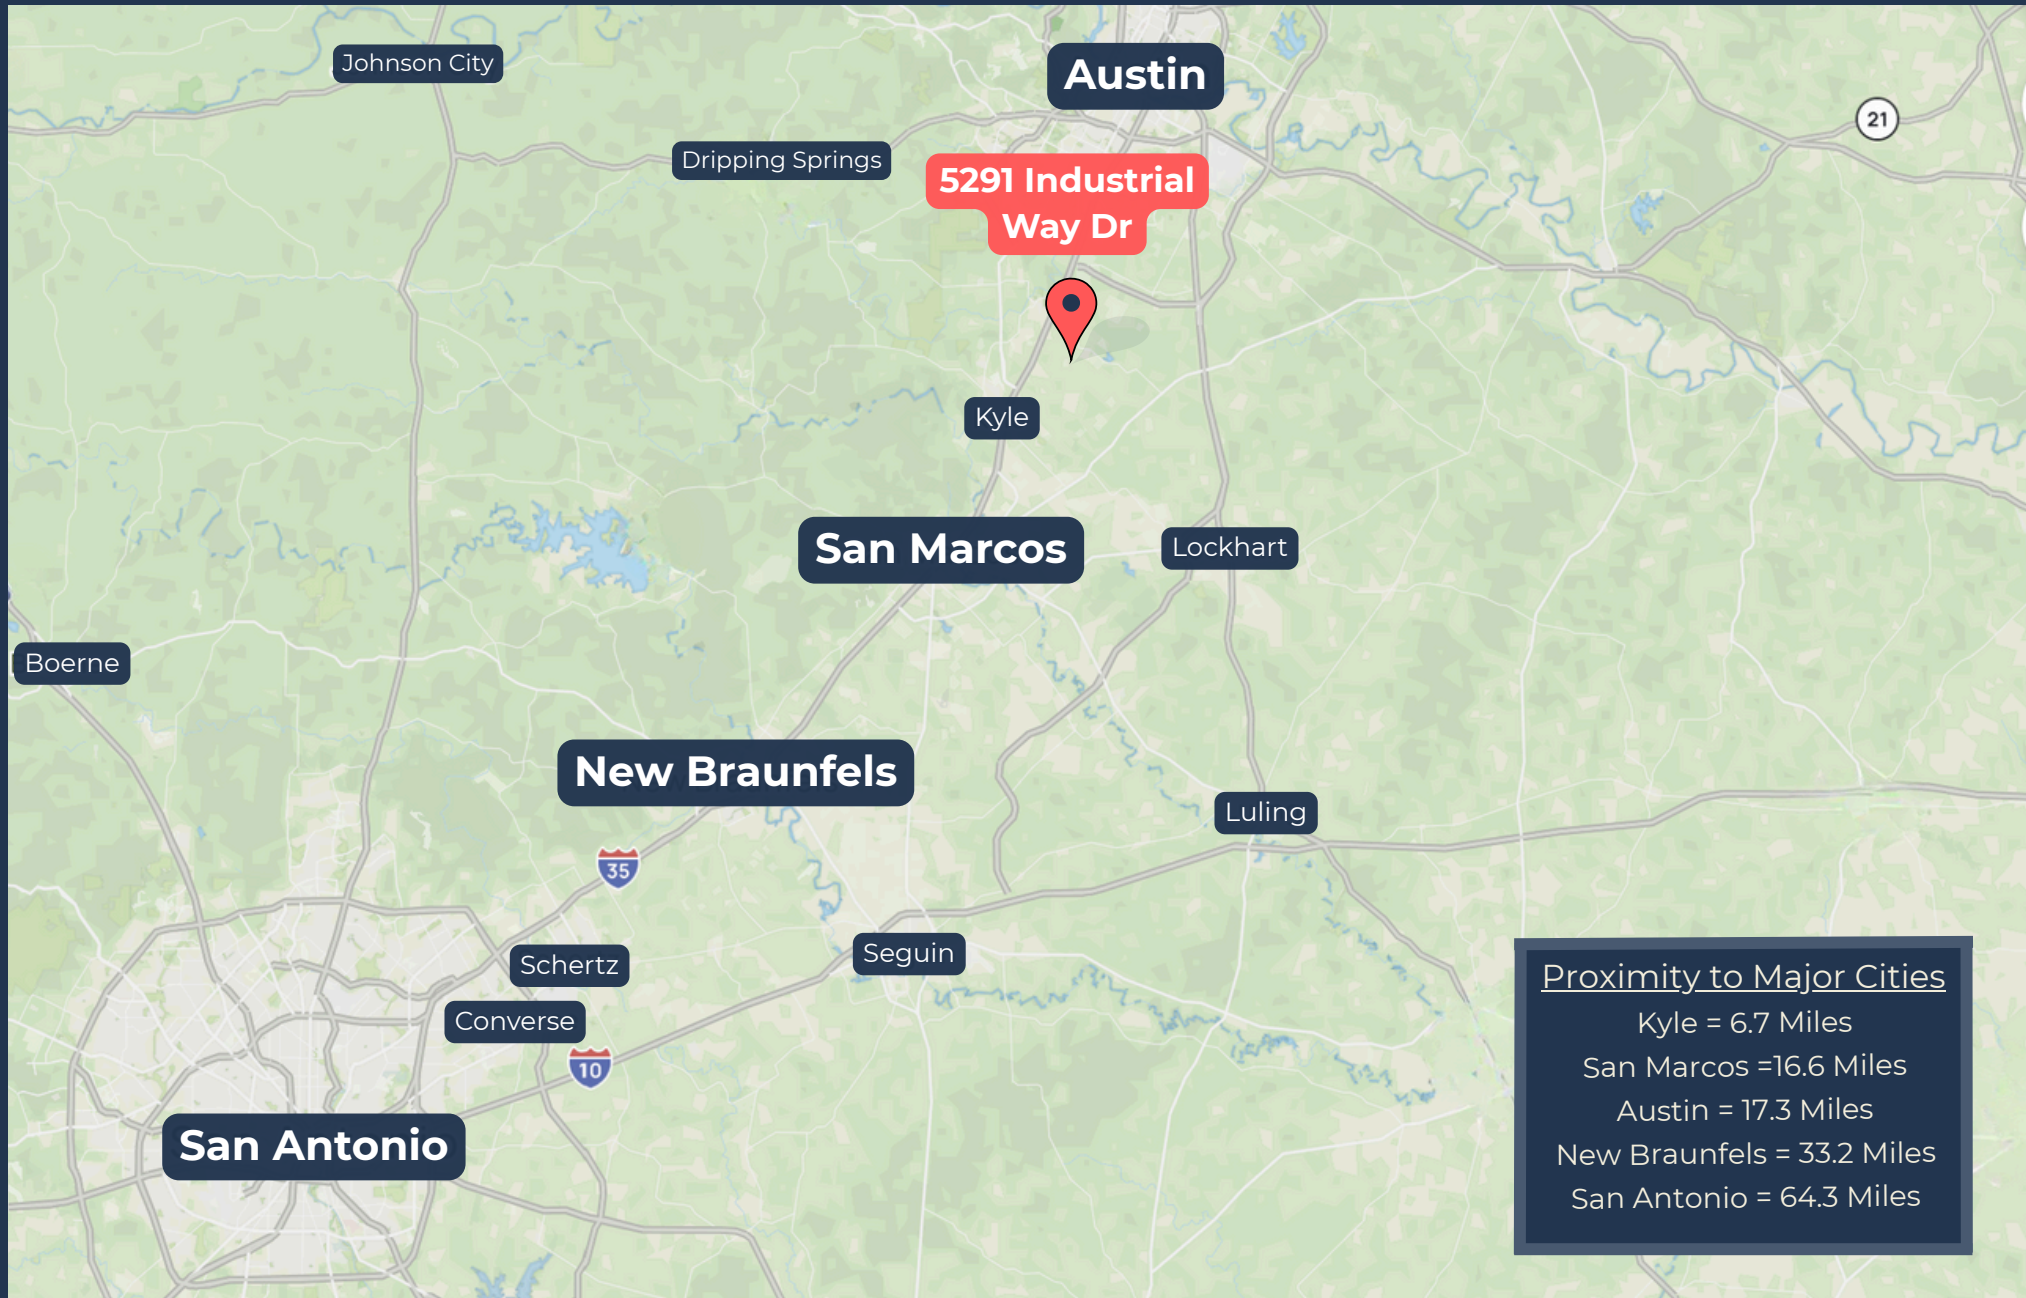 Johnson City
Austin
21
Dripping Springs
5291 Industrial
Way Dr
Kyle
San Marcos
Lockhart
Boerne
New Braunfels
Luling
35
Seguin
Schertz
Converse
10
San Antonio
Proximity to Major Cities
Kyle = 6.7 Miles
San Marcos =16.6 Miles
Austin = 17.3 Miles
New Braunfels = 33.2 Miles
San Antonio = 64.3 Miles